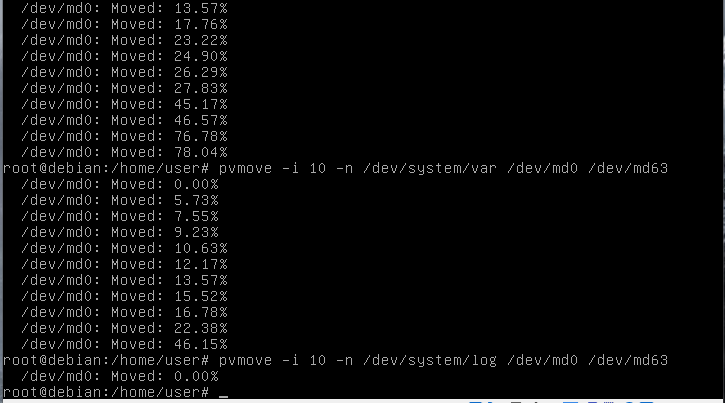 /dev/md0: Moved: 13.57%
/dev/md0: Moved: 17.76%
/dev/md0: Moved: 23.22%
/dev/md0: Moved: 24.90%
/dev/md0: Moved: 26.29%
/dev/md0: Moved: 27.83%
/dev/md0: Moved: 45.17%
/dev/md0: Moved: 46.57%
/dev/md0: Moved: 76.78%
/dev/md0: Moved: 78.04%
root@debian:/home/user# pvmove -i 10 -n /dev/system/var /dev/md0 /dev/md63
/dev/md0: Moved: 0.00%
/dev/md0: Moved: 5.73%
/dev/md0: Moved: 7.55%
/dev/md0: Moved: 9.23%
/dev/md0: Moved: 10.63%
/dev/md0: Moved: 12.17%
/dev/md0: Moved: 13.57%
/dev/md0: Moved: 15.52%
/dev/md0: Moved: 16.78%
/dev/md0: Moved: 22.38%
/dev/md0: Moved: 46.15%
root@debian:/home/user# pvmove -i 10 -n /dev/system/log /dev/md0 /dev/md63
/dev/md0: Moved: 0.00%
root@debian:/home/user# _